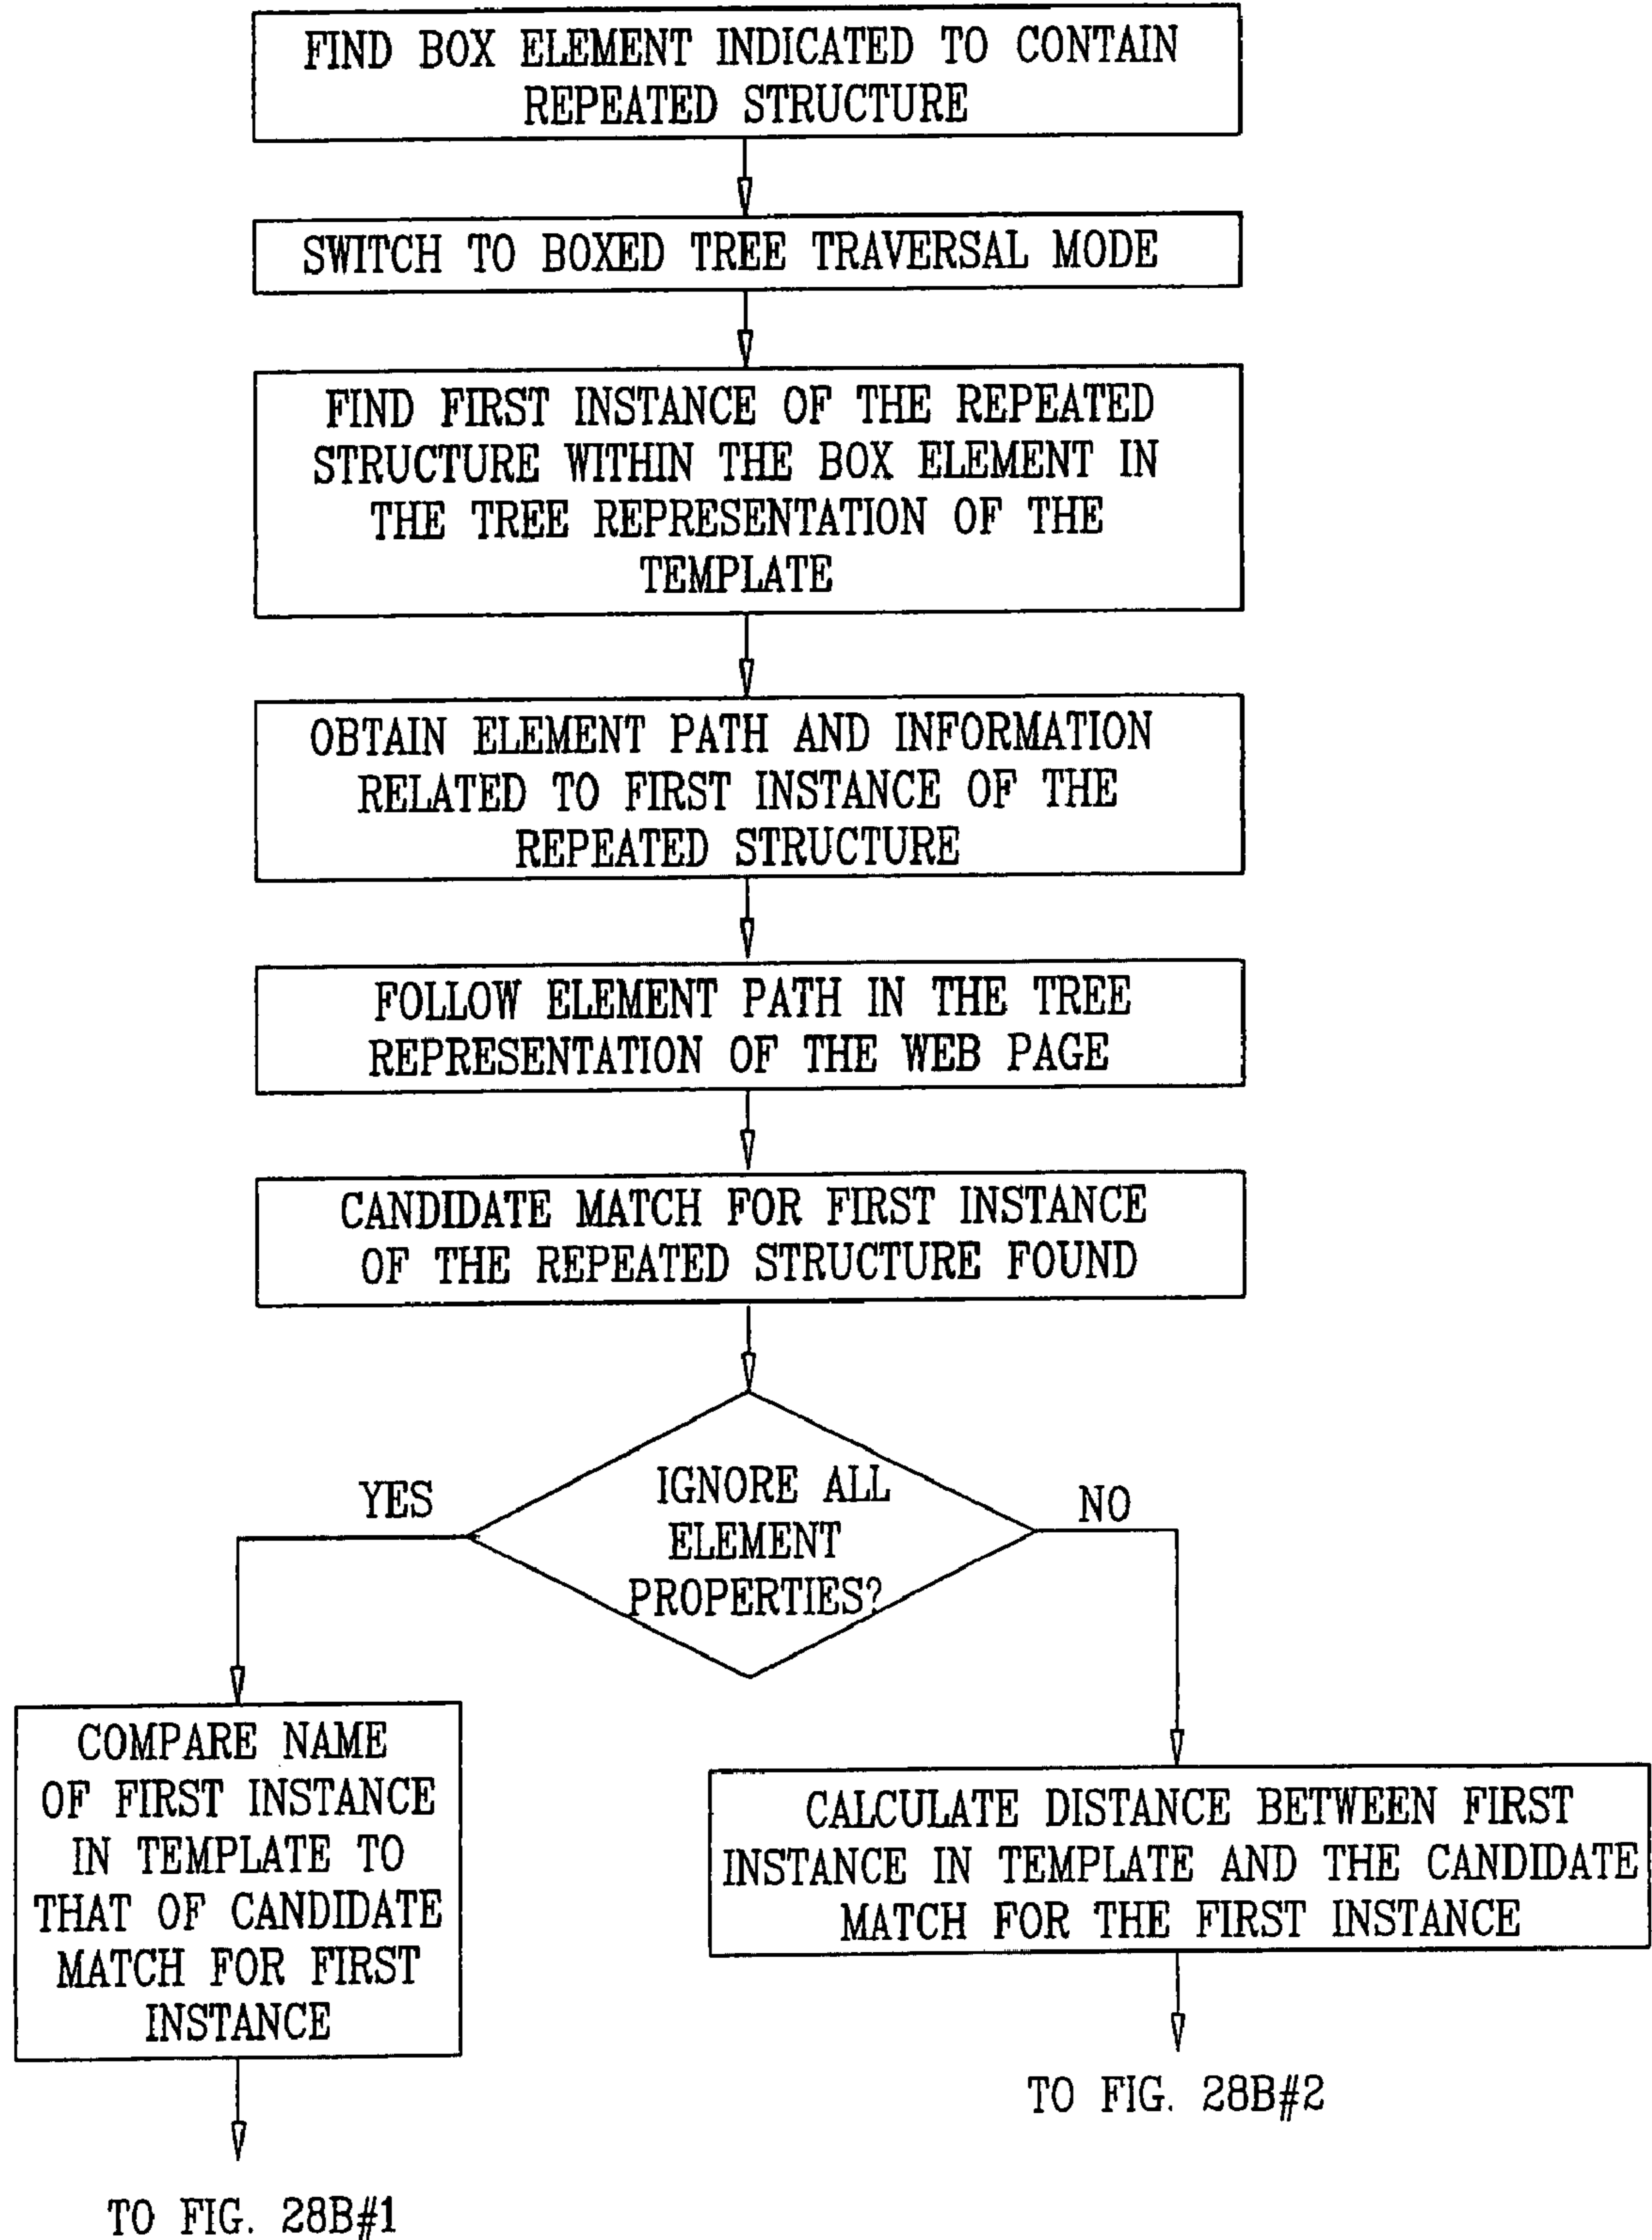 FIND BOX ELEMENT INDICATED TO CONTAIN
REPEATED STRUCTURE
SWITCH TO BOXED TREE TRAVERSAL MODE
FIND FIRST INSTANCE OF THE REPEATED
STRUCTURE WITHIN THE BOX ELEMENT IN
THE TREE REPRESENTATION OF THE
TEMPLATE
OBTAIN ELEMENT PATH AND INFORMATION
RELATED TO FIRST INSTANCE OF THE
REPEATED STRUCTURE
FOLLOW ELEMENT PATH IN THE TREE
REPRESENTATION OF THE WEB PAGE
CANDIDATE MATCH FOR FIRST INSTANCE
OF THE REPEATED STRUCTURE FOUND
IGNORE ALL
ELEMENT
PROPERTIES?
YES
NO
COMPARE NAME
OF FIRST INSTANCE
IN TEMPLATE TO
THAT OF CANDIDATE
MATCH FOR FIRST
INSTANCE
CALCULATE DISTANCE BETWEEN FIRST
INSTANCE IN TEMPLATE AND THE CANDIDATE
MATCH FOR THE FIRST INSTANCE
TO FIG. 28B#2
TO FIG. 28B#1